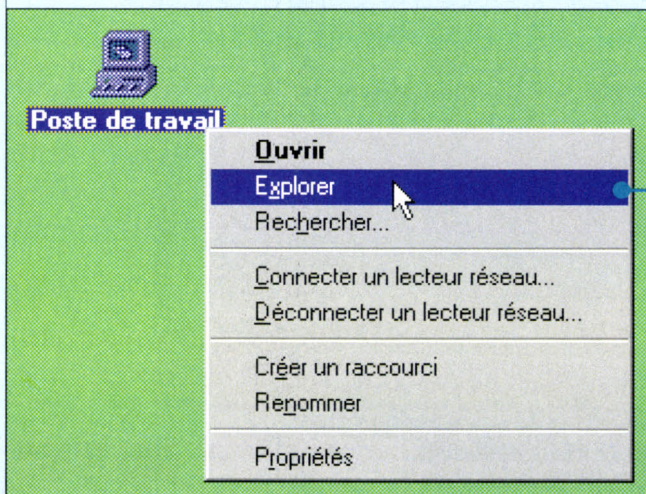 Poste de travail
Ouvrir
Explorer
Rechercher...
Connecter un lecteur réseau...
Déconnecter un lecteur réseau...
Créer un raccourci
Renommer
Propriétés